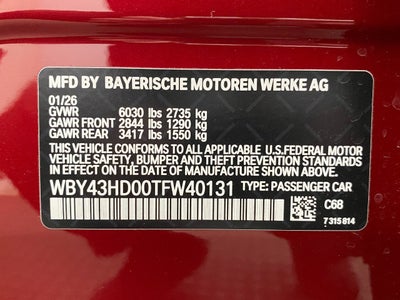 MFD BY BAYERISCHE MOTOREN WERKE AG
01/26
GVWR 6030 lbs 2735 kg
GAWR FRONT 2844 lbs 1290 kg
GAWR REAR 3417 lbs 1550 kg
THIS VEHICLE CONFORMS TO ALL APPLICABLE U.S.FEDERAL MOTOR
VEHICLE SAFETY, BUMPER AND THEFT PREVENTION STANDARDS
IN EFFECT ON THE DATE OF MANUFACTURE SHOWN ABOVE.
WBY43HD00TFW40131 TYPE: PASSENGER CAR
C68
7 315 814